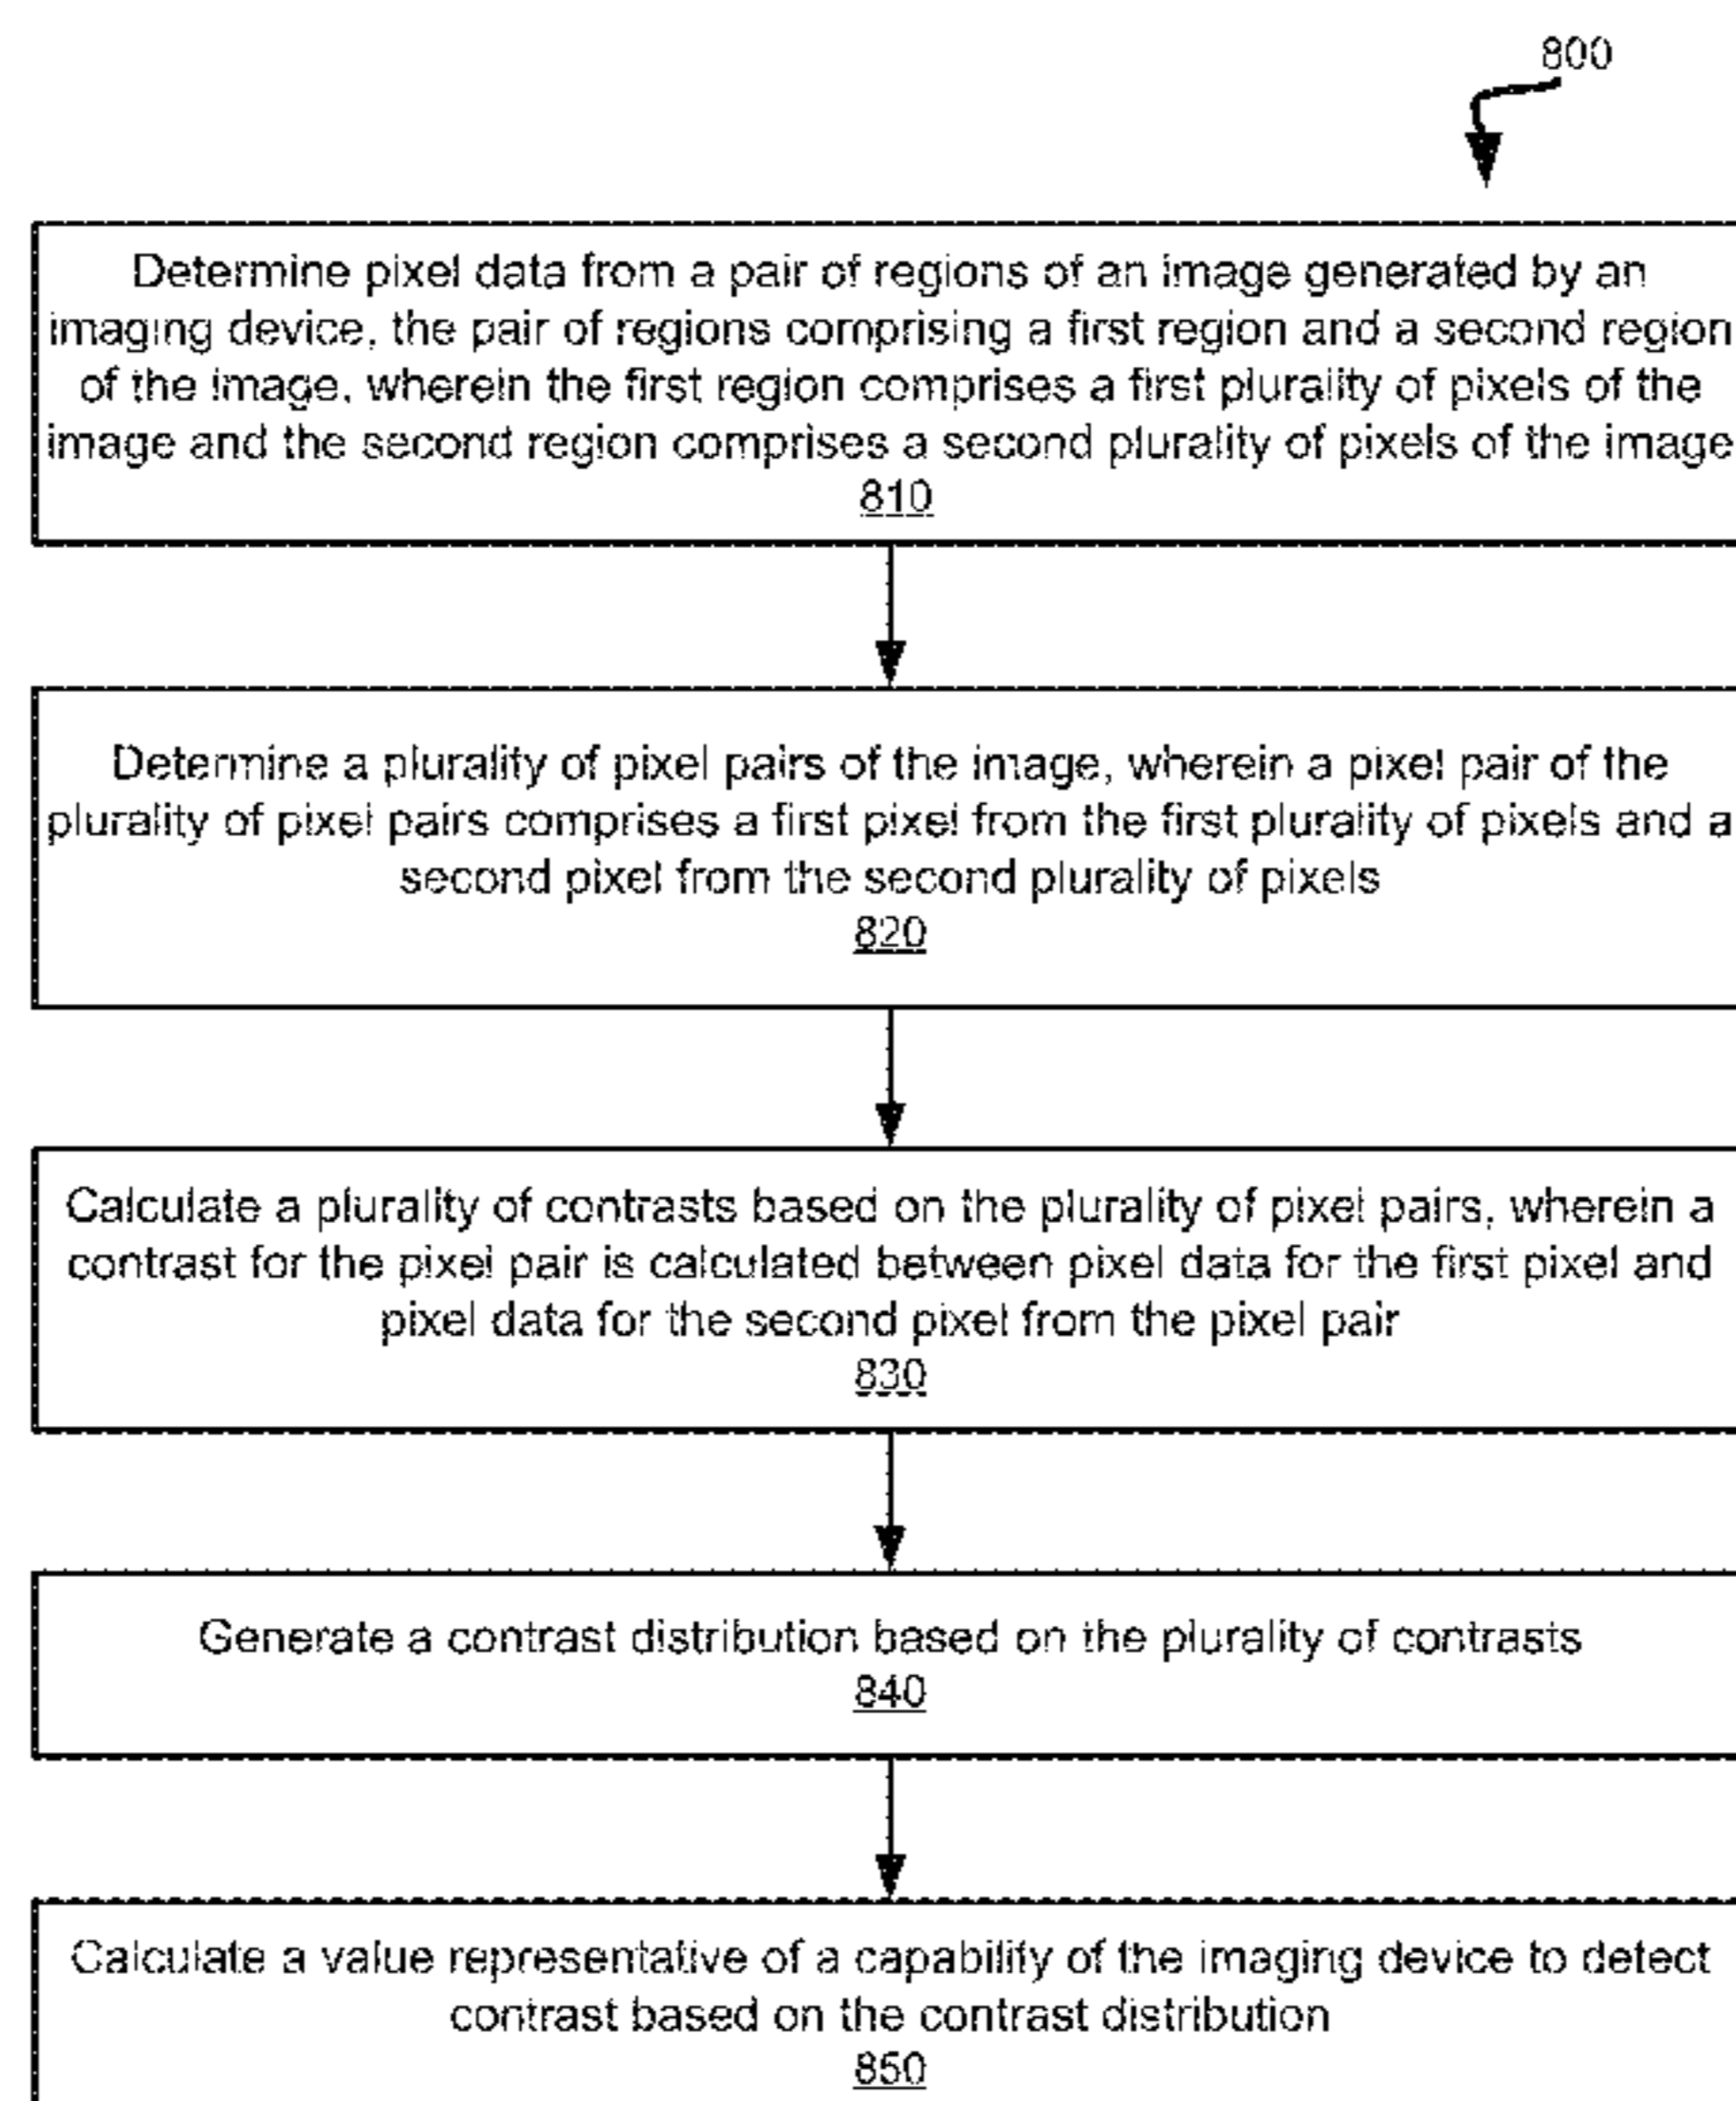 800
Determine pixel data from a pair of regions of an image generated by an
imaging device, the pair of regions comprising a first region and a second region
of the image, wherein the first region comprises a first plurality of pixels of the
image and the second region comprises a second plurality of pixels of the image
810
Determine a plurality of pixel pairs of the image, wherein a pixel pair of the
plurality of pixel pairs comprises a first pixel from the first plurality of pixels and a
second pixel from the second plurality of pixels
820
Calculate a plurality of contrasts based on the plurality of pixel pairs, wherein a
contrast for the pixel pair is calculated between pixel data for the first pixel and
pixel data for the second pixel from the pixel pair
830
Generate a contrast distribution based on the plurality of contrasts
840
Calculate a value representative of a capability of the imaging device to detect
contrast based on the contrast distribution
850